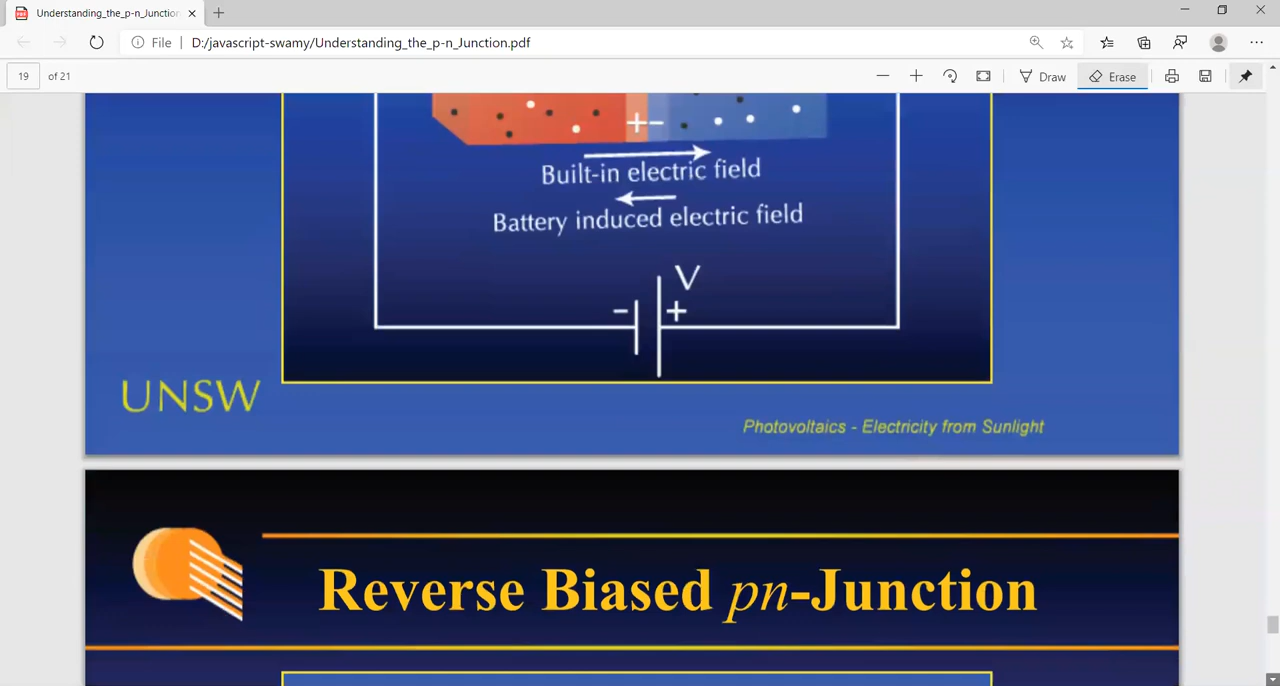 Understanding_the_p-n_Junction
File | D:/javascript-swamy/Understanding_the_p-n_Junction.pdf
19 of 21
Draw
Erase
+−
Built-in electric field
Battery induced electric field
V
− +
UNSW
Photovoltaics - Electricity from Sunlight
Reverse Biased pn-Junction